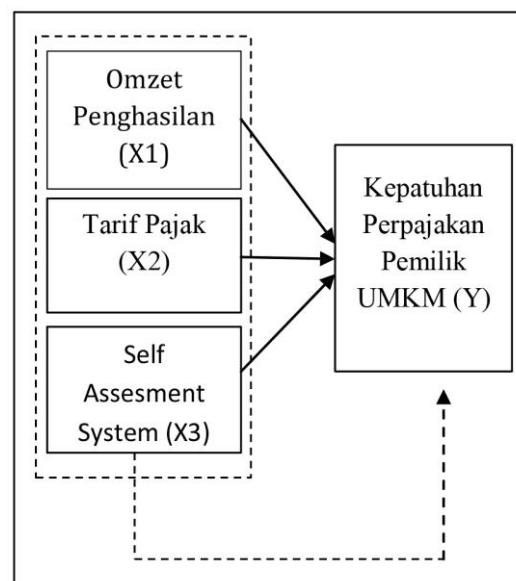 Omzet
Penghasilan
(X1)
Tarif Pajak
(X2)
Self
Assesment
System (X3)
Kepatuhan
Perpajakan
Pemilik
UMKM (Y)